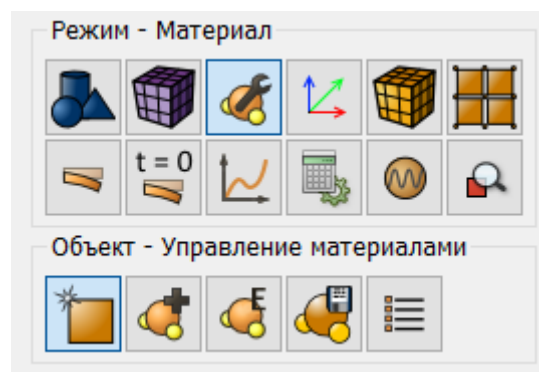 Режим - Материал
t = 0
Объект - Управление материалами
E